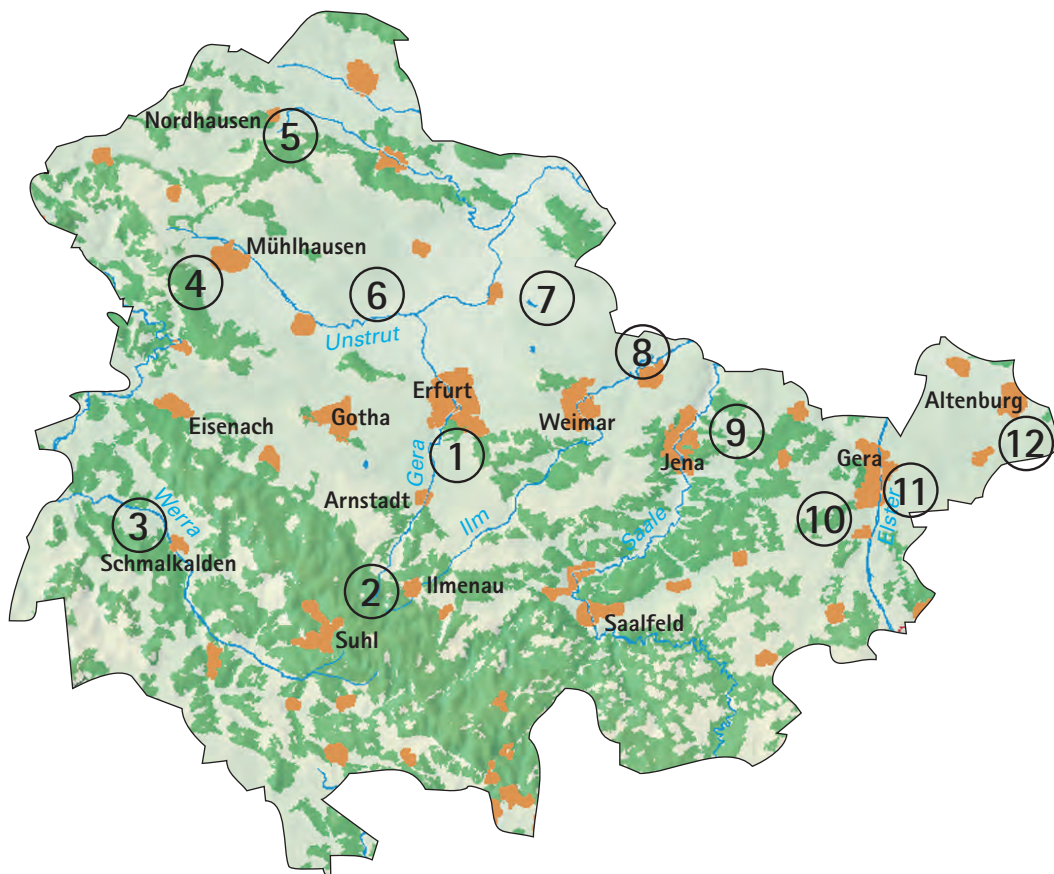 Nordhausen
5
Mühlhausen
4
6
7
Unstrut
8
Erfurt
Altenburg
Eisenach
Gotha
Weimar
9
12
Gera
1
Jena
Gera
11
Arnstadt
Werra
3
Ilm
Saale
10
Elster
Schmalkalden
2
Ilmenau
Suhl
Saalfeld